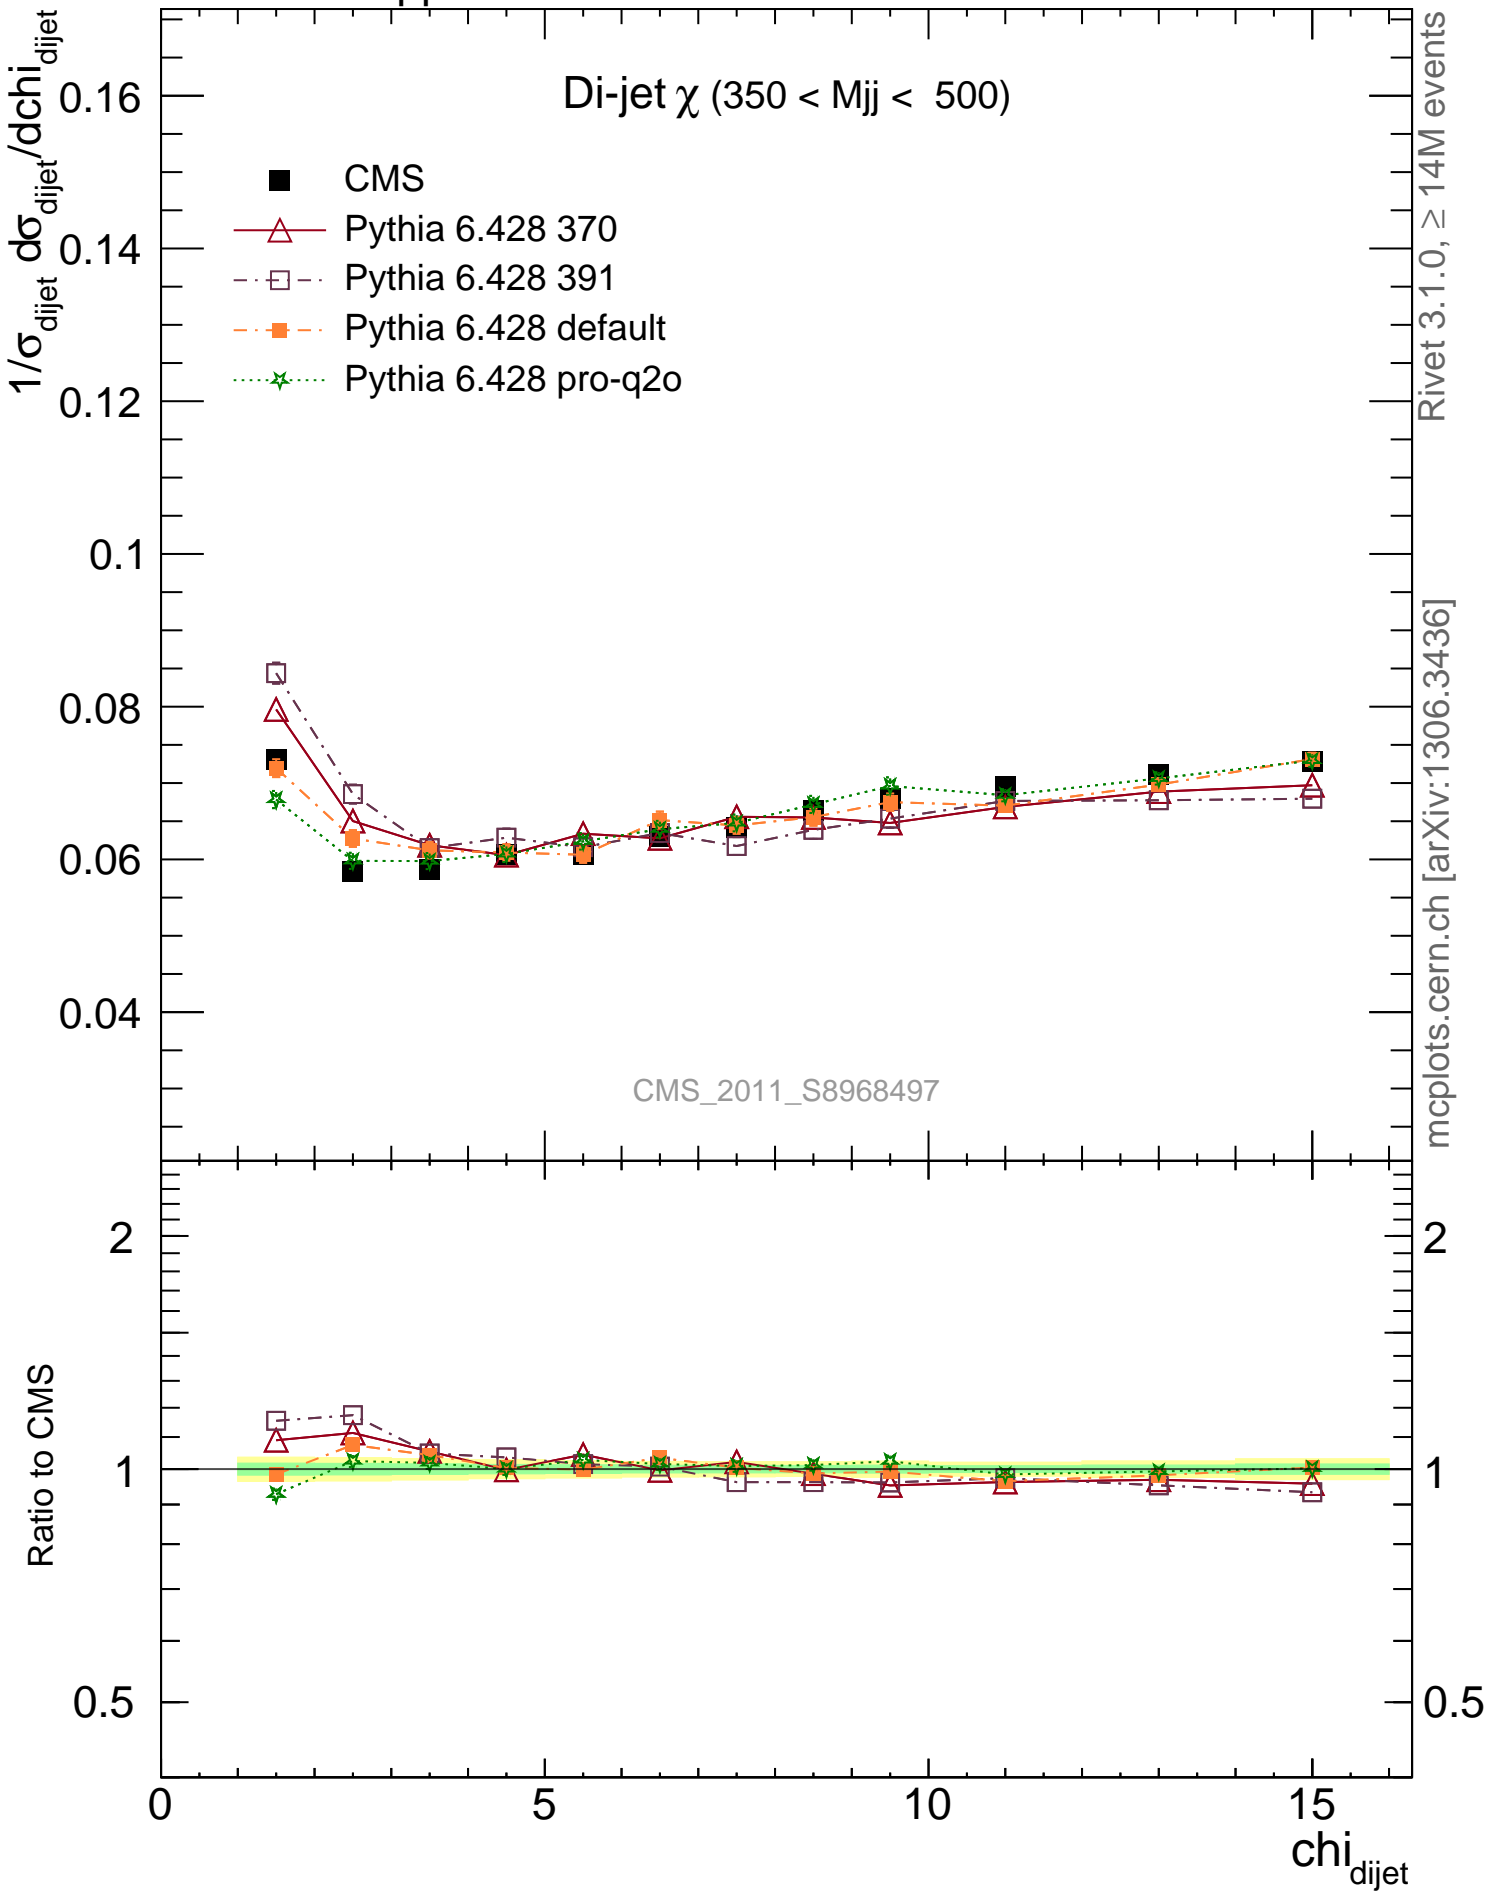 Di-jet χ (350 < Mjj < 500)
1/σdijet dσdijet/dchidijet
CMS
Pythia 6.428 370
Pythia 6.428 391
Pythia 6.428 default
Pythia 6.428 pro-q2o
0.16
0.14
0.12
0.1
0.08
0.06
0.04
CMS_2011_S8968497
Rivet 3.1.0, ≥ 14M events
mcplots.cern.ch [arXiv:1306.3436]
Ratio to CMS
2
1
0.5
2
1
0.5
0
5
10
15
chidijet